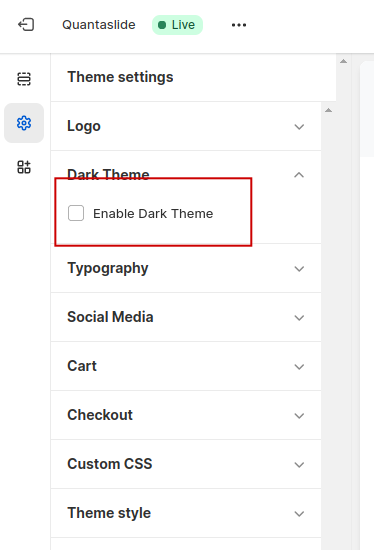 Quantaslide
Live
Theme settings
Logo
Dark Theme
Enable Dark Theme
Typography
Social Media
Cart
Checkout
Custom CSS
Theme style